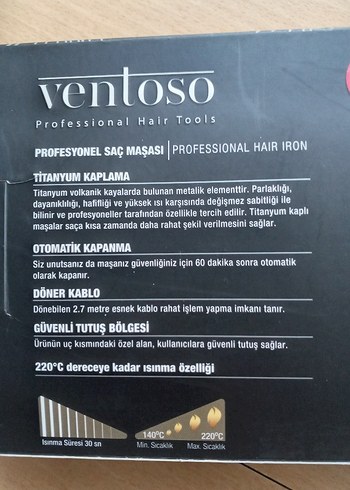 ventoso
Professional Hair Tools
PROFESYONEL SAÇ MAŞASI | PROFESSIONAL HAIR IRON
TİTANYUM KAPLAMA
Titanyum volkanik kayalarda bulunan metalik elementtir. Parlaklığı,
dayanıklılığı, hafifliği ve yüksek ısı karşısında değişmez sabitliği ile
bilinir ve profesyoneller tarafından özellikle tercih edilir. Titanyum kaplı
maşalar saça kısa zamanda daha rahat şekil verilmesini sağlar.
OTOMATİK KAPANMA
Siz unutsanız da maşanız güvenliğiniz için 60 dakika sonra otomatik
olarak kapanır.
DÖNER KABLO
Dönebilen 2.7 metre esnek kablo rahat işlem yapma imkanı tanır.
GÜVENLİ TUTUŞ BÖLGESİ
Ürünün uç kısmındaki özel alan, kullanıcılara güvenli tutuş sağlar.
220°C dereceye kadar ısınma özelliği
140°C 220°C
Isınma Süresi 30 sn Min. Sıcaklık Max. Sıcaklık